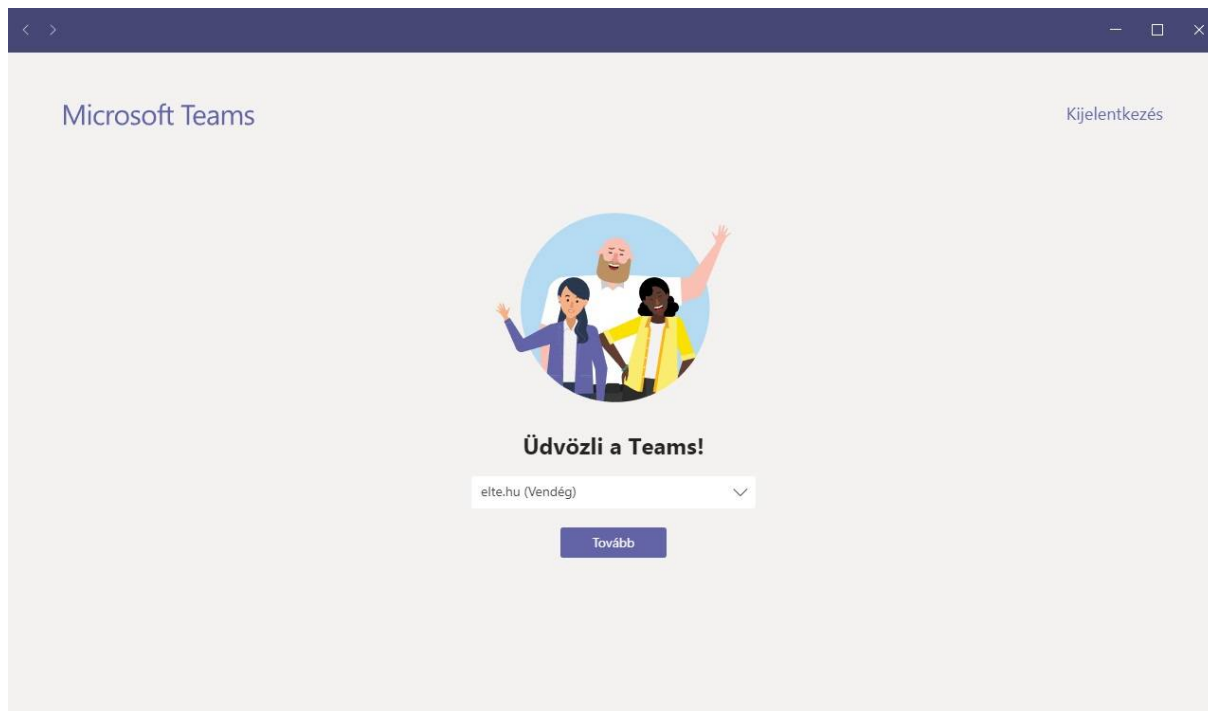 Microsoft Teams
Kijelentkezés
Üdvözli a Teams!
elte.hu (Vendég)
Tovább